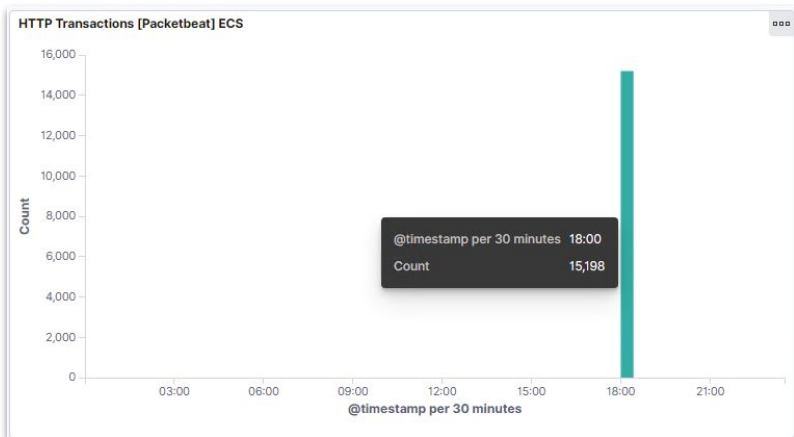 HTTP Transactions [Packetbeat] ECS
16,000
14,000
12,000
10,000
8,000
6,000
4,000
2,000
0
Count
@timestamp per 30 minutes 18:00
Count 15,198
03:00 06:00 09:00 12:00 15:00 18:00 21:00
@timestamp per 30 minutes